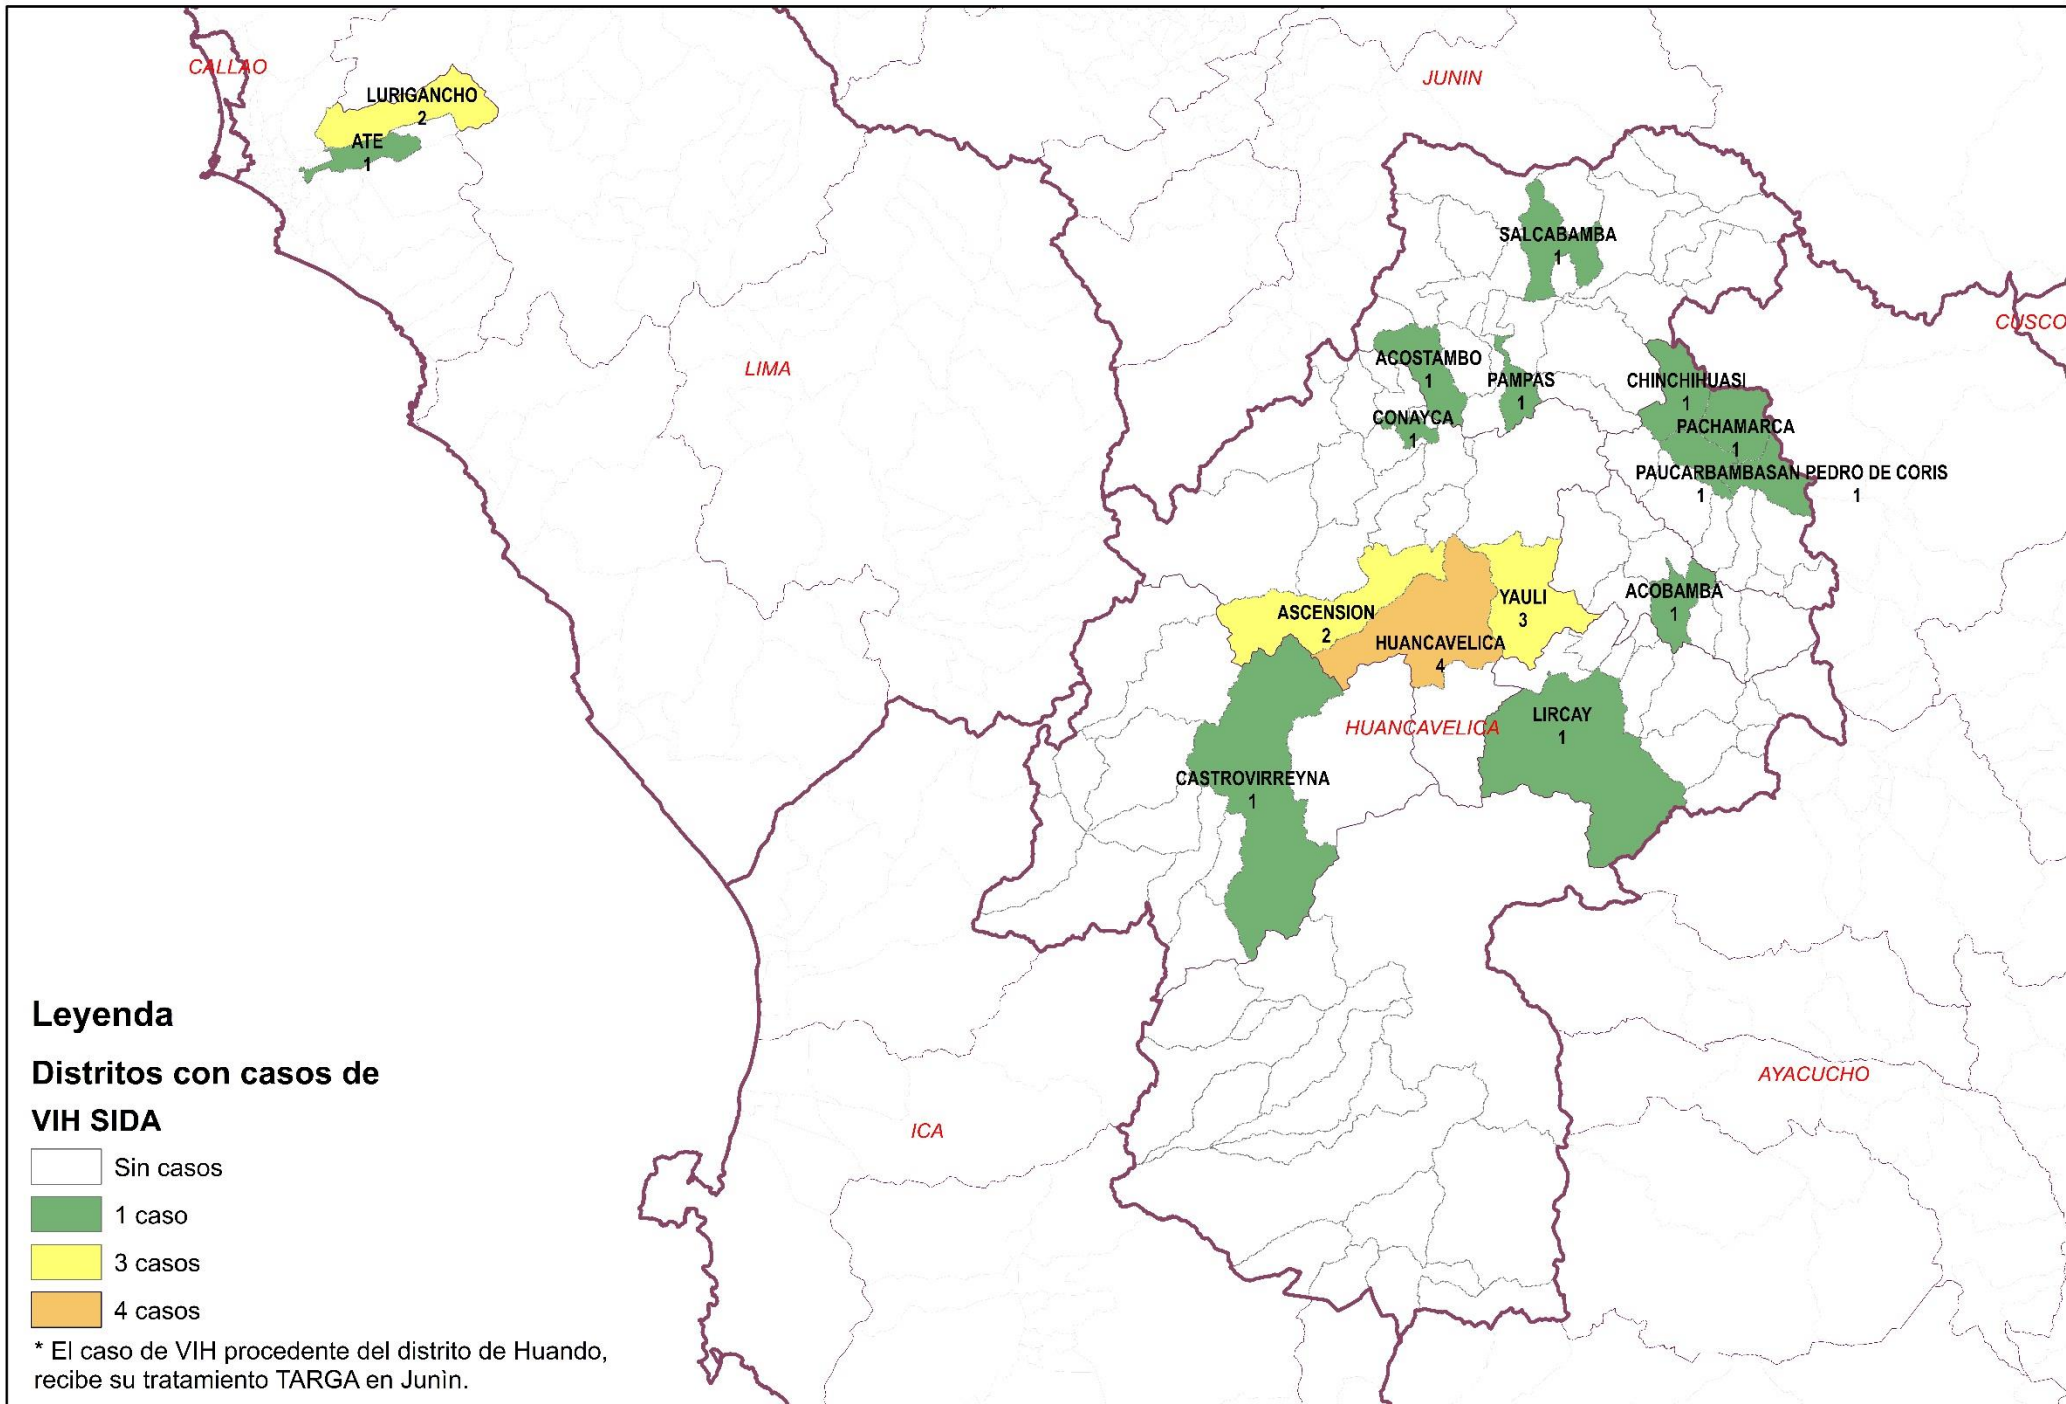 CALLAO
JUNIN
LURIGANCHO
2
ATE
1
SALCABAMBA
1
CUSCO
LIMA
ACOSTAMBO
1
PAMPAS
1
CHINCHIHUASI
1
CONAYCA
1
PACHAMARCA
1
PAUCARBAMBASAN PEDRO DE CORIS
1 1
ASCENSION
2
YAULI
3
ACOBAMBA
1
HUANCAVELICA
4
LIRCAY
1
HUANCAVELICA
CASTROVIRREYNA
1
AYACUCHO
ICA
Leyenda
Distritos con casos de
VIH SIDA
Sin casos
1 caso
3 casos
4 casos
* El caso de VIH procedente del distrito de Huando,
recibe su tratamiento TARGA en Junìn.